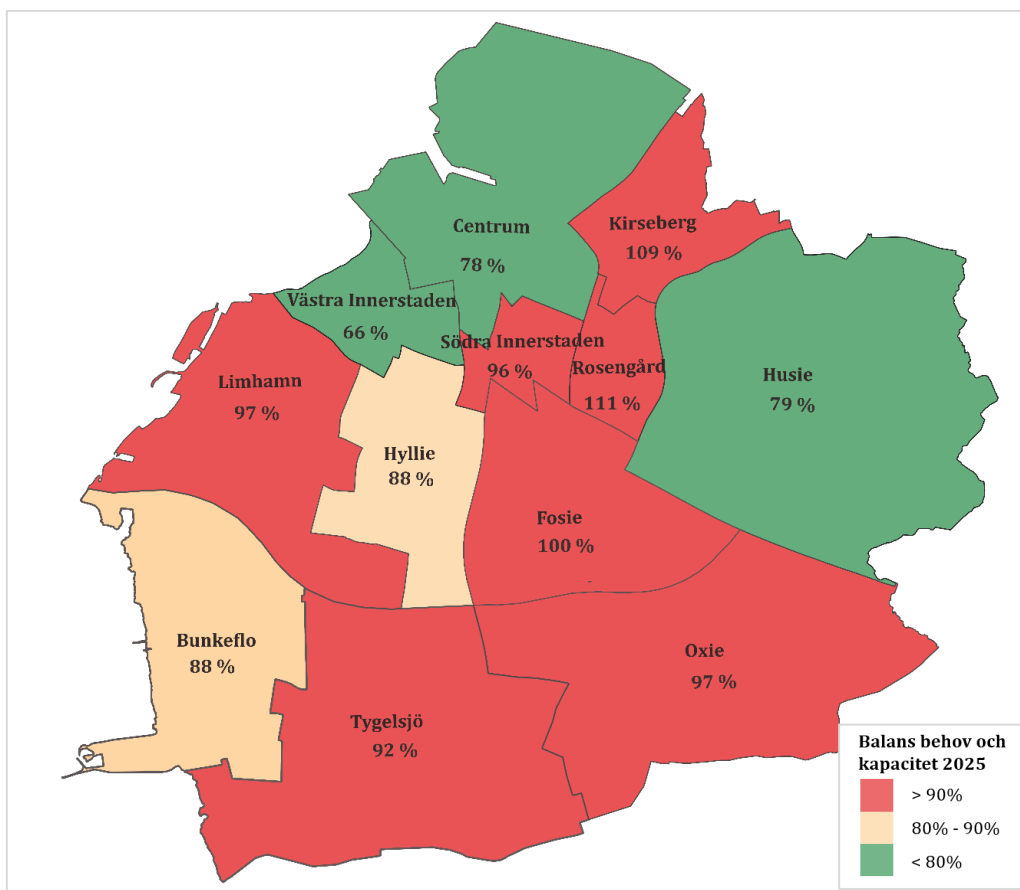 Centrum
78 %
Kirseberg
109 %
Västra Innerstaden
66 %
Södra Innerstaden
96 %
Rosengård
111 %
Husie
79 %
Limhamn
97 %
Hyllie
88 %
Fosie
100 %
Bunkeflo
88 %
Oxie
97 %
Tygelsjö
92 %
Balans behov och
kapacitet 2025
> 90%
80% - 90%
< 80%